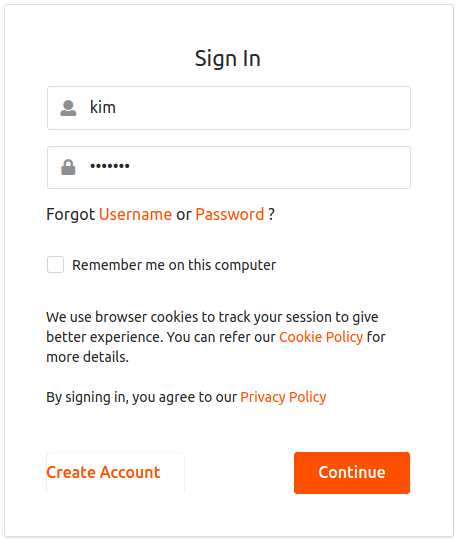 Sign In
kim
•••••••
Forgot Username or Password ?
Remember me on this computer
We use browser cookies to track your session to give
better experience. You can refer our Cookie Policy for
more details.
By signing in, you agree to our Privacy Policy
Create Account
Continue